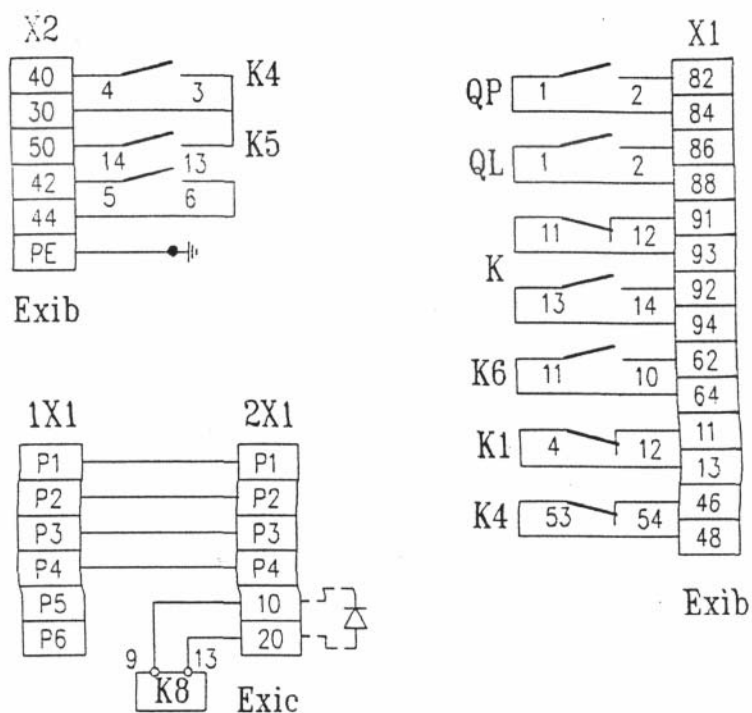 X2
40 4 3 K4
30
50 14 13 K5
42 5 6
44
PE
Exib
X1
QP 1 2 82
84
QL 1 2 86
88
11 12 91
93
K
13 14 92
94
K6 11 10 62
64
K1 4 12 11
13
K4 53 54 46
48
Exib
1X1 2X1
P1 P1
P2 P2
P3 P3
P4 P4
P5 10
P6 20
9 13
K8
Exic